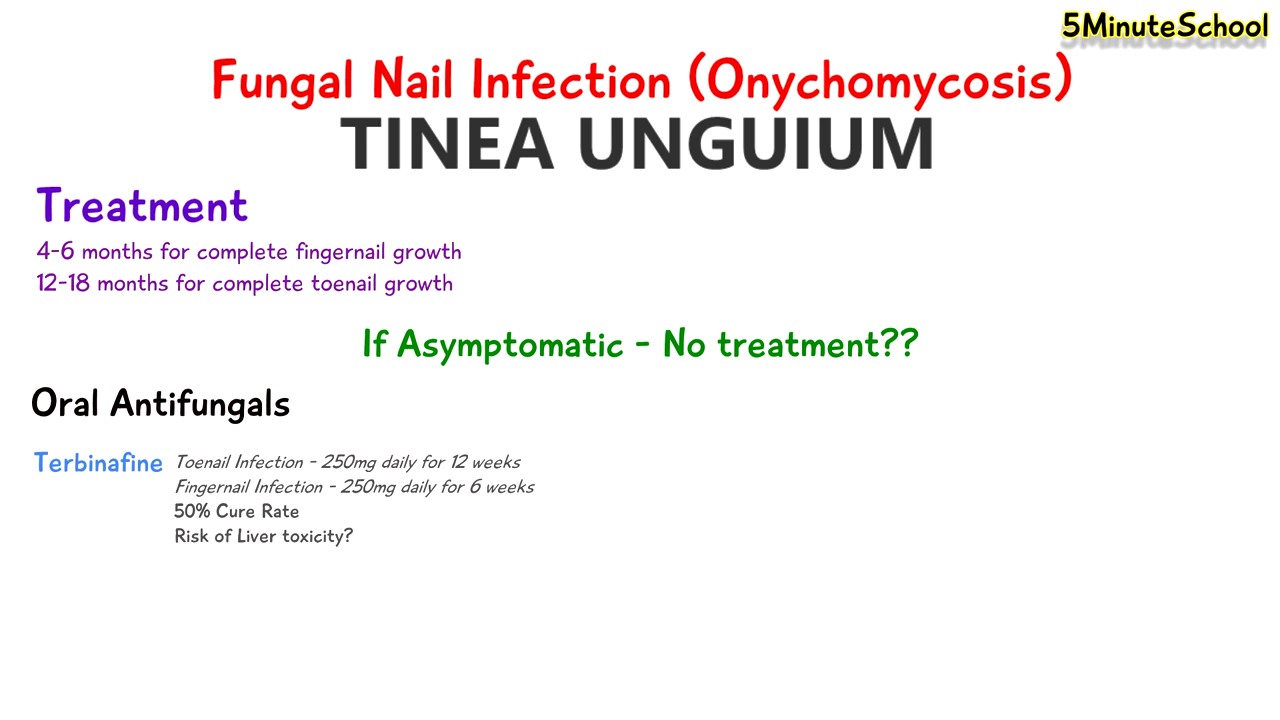 5MinuteSchool
Fungal Nail Infection (Onychomycosis)
TINEA UNGUIUM
Treatment
4-6 months for complete fingernail growth
12-18 months for complete toenail growth
If Asymptomatic - No treatment??
Oral Antifungals
Terbinafine Toenail Infection - 250mg daily for 12 weeks
Fingernail Infection - 250mg daily for 6 weeks
50% Cure Rate
Risk of Liver toxicity?